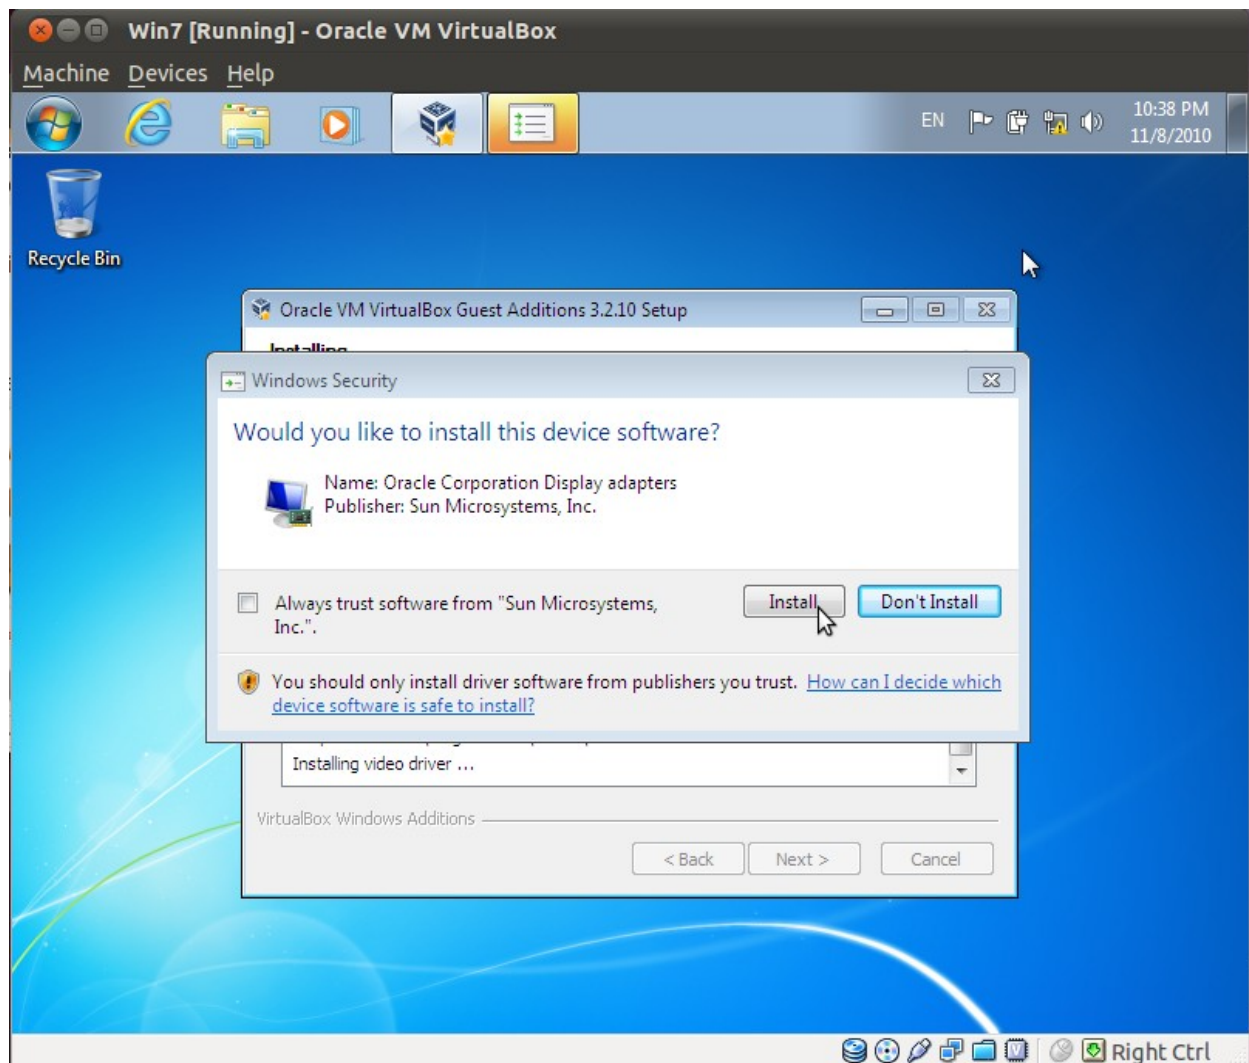 Win7 [Running] - Oracle VM VirtualBox
Machine Devices Help
EN
10:38 PM
11/8/2010
Recycle Bin
Oracle VM VirtualBox Guest Additions 3.2.10 Setup
Installing
Windows Security
Would you like to install this device software?
Name: Oracle Corporation Display adapters
Publisher: Sun Microsystems, Inc.
Always trust software from "Sun Microsystems,
Inc.".
Install
Don't Install
You should only install driver software from publishers you trust. How can I decide which
device software is safe to install?
Installing video driver ...
VirtualBox Windows Additions
< Back
Next >
Cancel
Right Ctrl